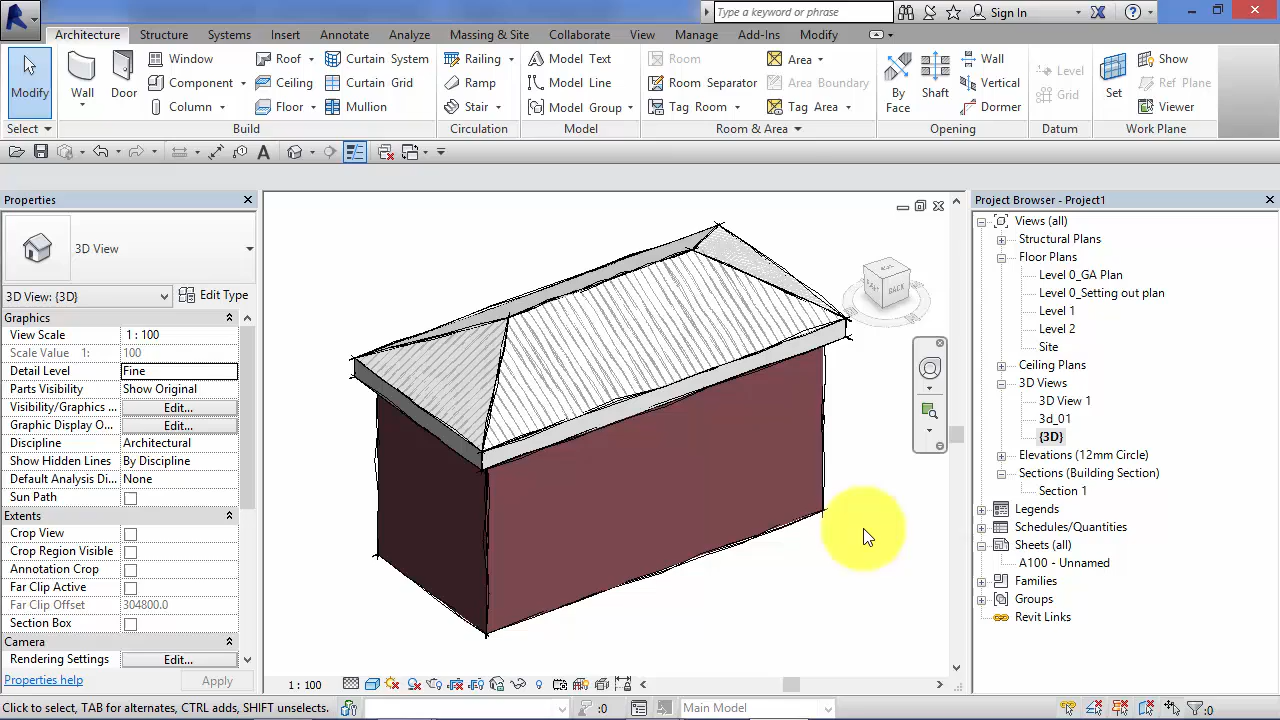 Type a keyword or phrase
Sign In
Architecture Structure Systems Insert Annotate Analyze Massing & Site Collaborate View Manage Add-Ins Modify
Modify Wall Door Window Roof Curtain System Railing Model Text Room Area By Face Shaft Wall Level Set Show
Component Ceiling Curtain Grid Ramp Model Line Room Separator Area Boundary Vertical Grid Ref Plane
Column Floor Mullion Stair Model Group Tag Room Tag Area Dormer Viewer
Select Build Circulation Model Room & Area Opening Datum Work Plane
Properties
3D View
3D View: {3D} Edit Type
Graphics
View Scale 1 : 100
Scale Value 1: 100
Detail Level Fine
Parts Visibility Show Original
Visibility/Graphics ... Edit...
Graphic Display O... Edit...
Discipline Architectural
Show Hidden Lines By Discipline
Default Analysis Di... None
Sun Path
Extents
Crop View
Crop Region Visible
Annotation Crop
Far Clip Active
Far Clip Offset 304800.0
Section Box
Camera
Rendering Settings Edit...
Properties help Apply
BACK
1 : 100
Project Browser - Project1
Views (all)
Structural Plans
Floor Plans
Level 0_GA Plan
Level 0_Setting out plan
Level 1
Level 2
Site
Ceiling Plans
3D Views
3D View 1
3d_01
{3D}
Elevations (12mm Circle)
Sections (Building Section)
Section 1
Legends
Schedules/Quantities
Sheets (all)
A100 - Unnamed
Families
Groups
Revit Links
Click to select, TAB for alternates, CTRL adds, SHIFT unselects. :0 Main Model :0